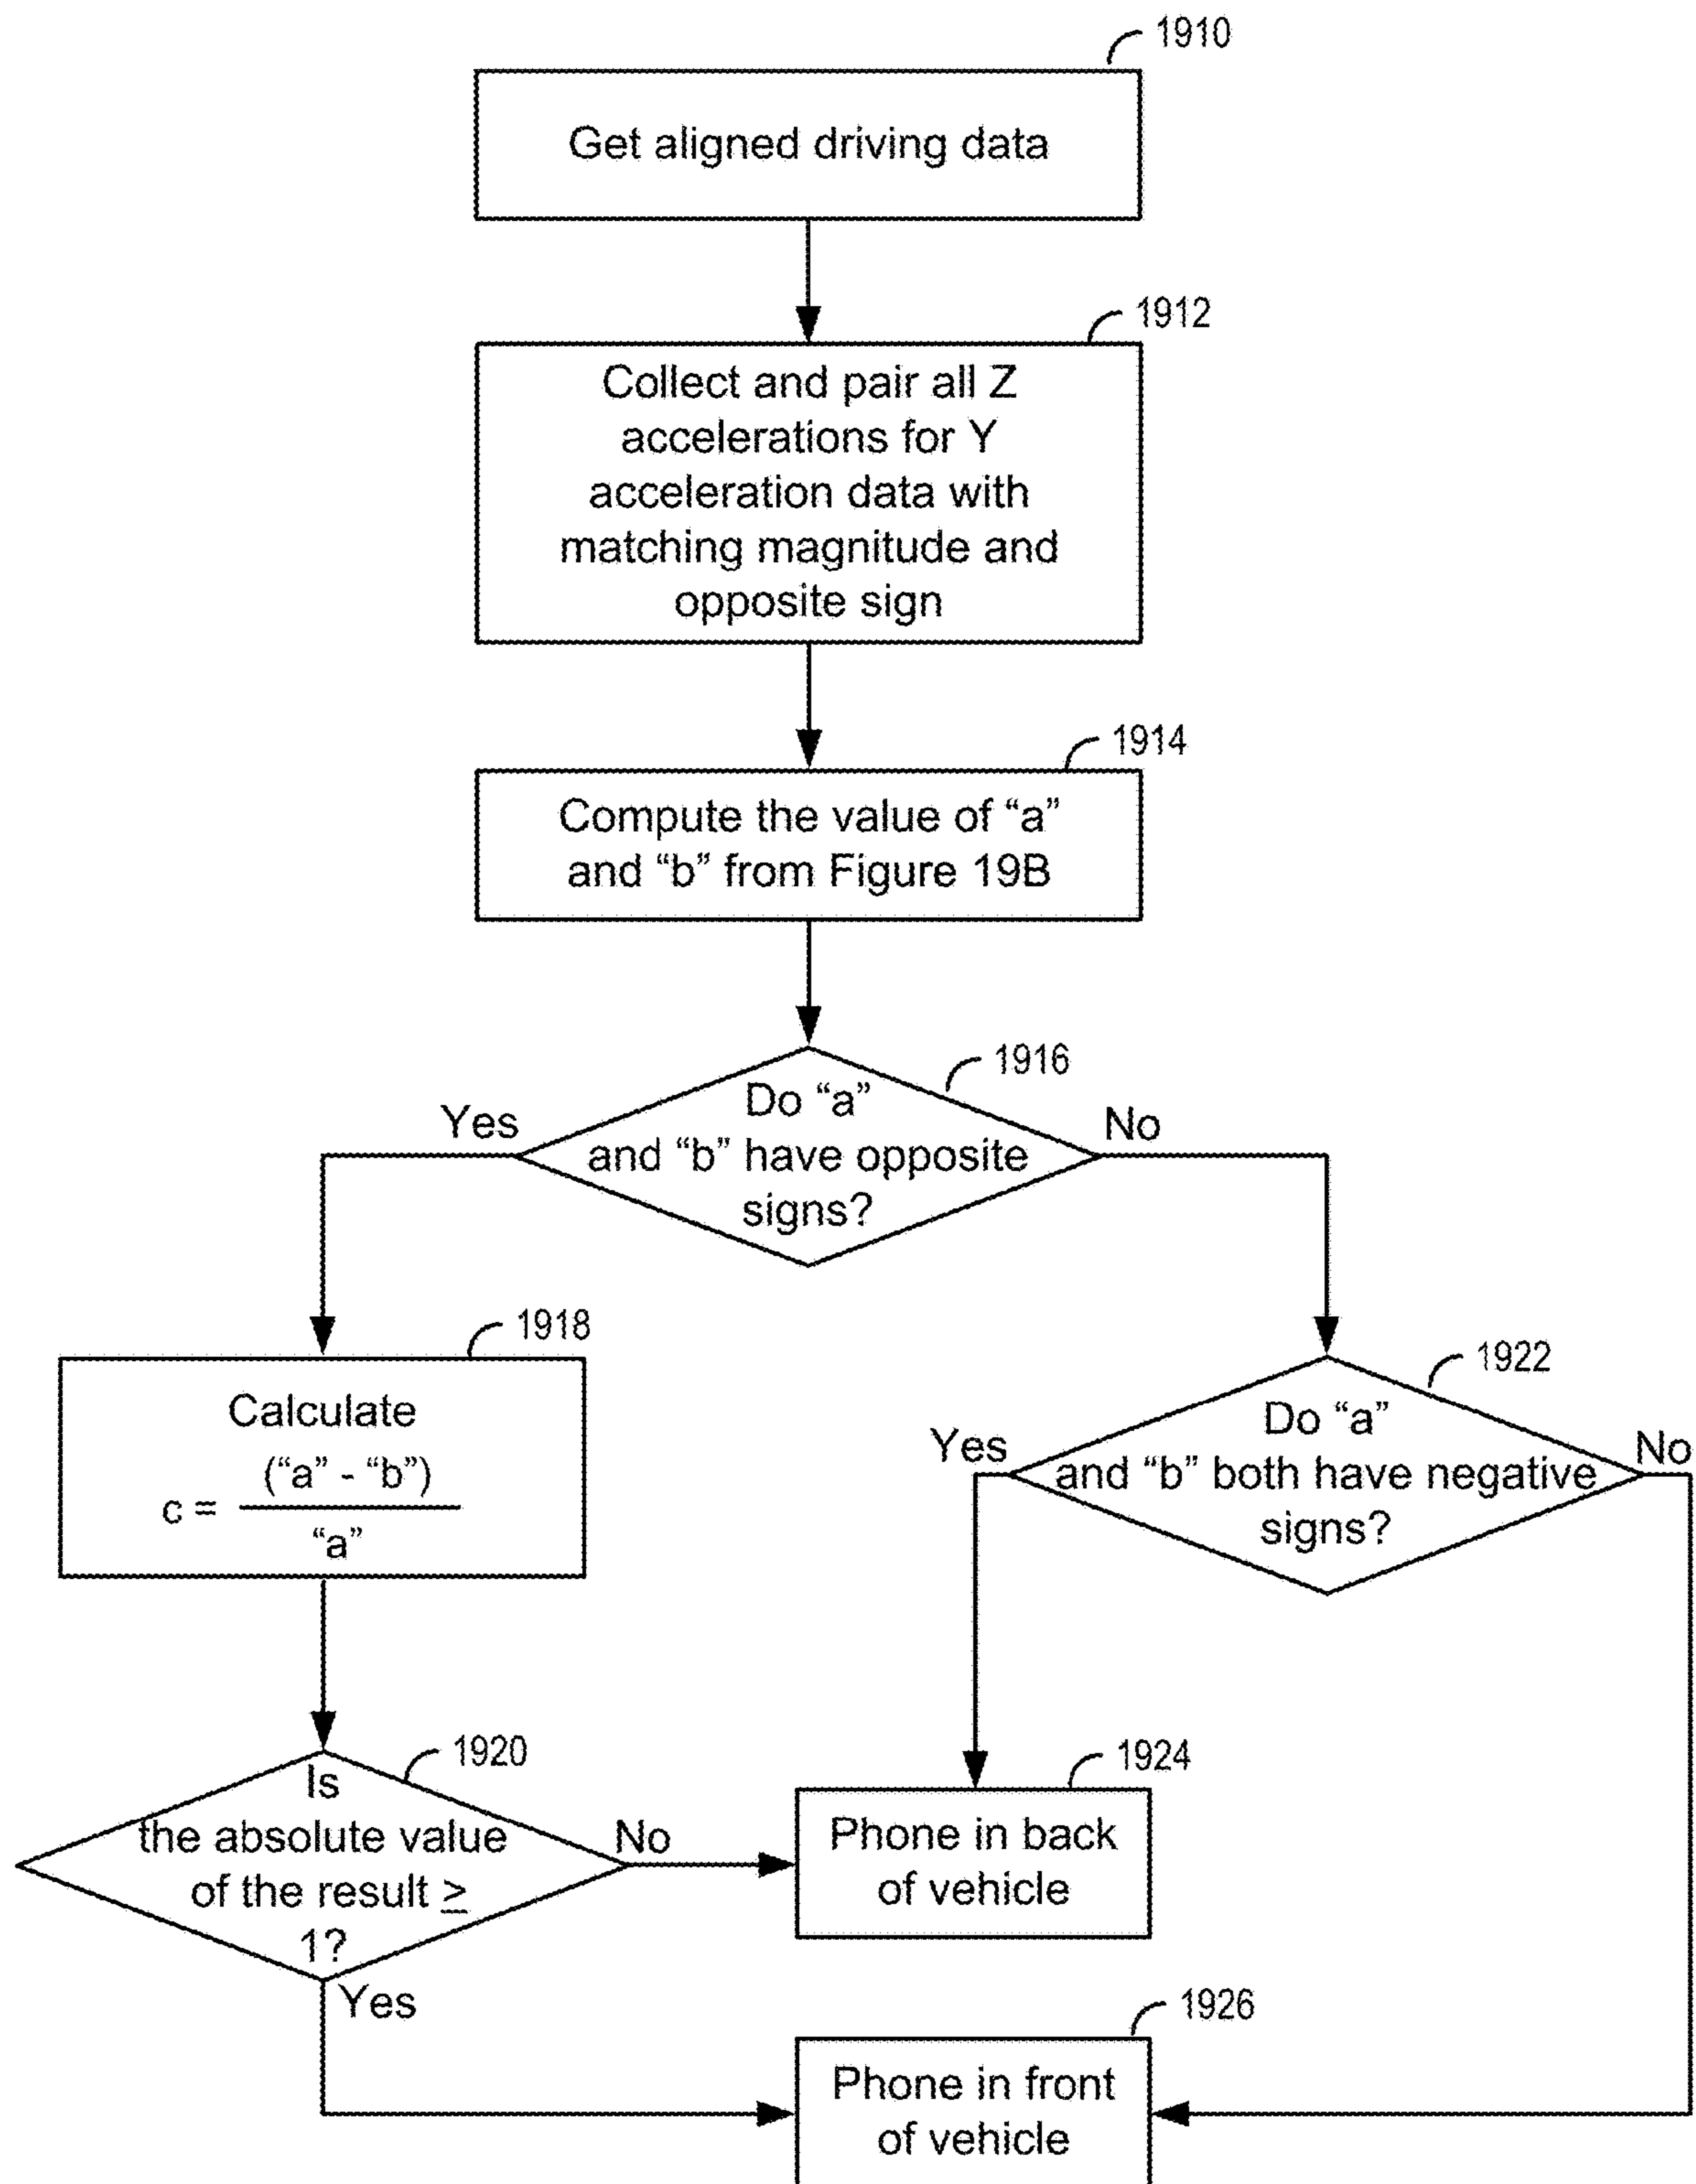 1910
Get aligned driving data
1912
Collect and pair all Z
accelerations for Y
acceleration data with
matching magnitude and
opposite sign
1914
Compute the value of “a”
and “b” from Figure 19B
1916
Do “a”
and “b” have opposite
signs?
Yes
No
1918
Calculate
c = (“a” - “b”)
“a”
1922
Do “a”
and “b” both have negative
signs?
Yes
No
1920
Is
the absolute value
of the result ≥
1?
No
Yes
1924
Phone in back
of vehicle
1926
Phone in front
of vehicle